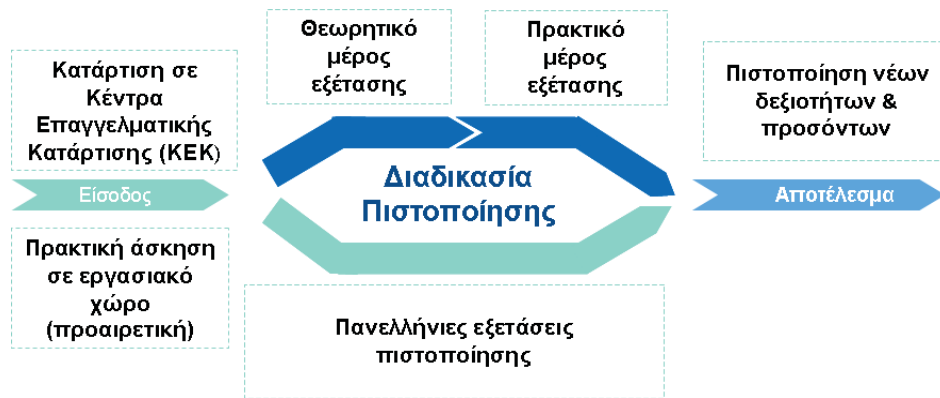 Κατάρτιση σε
Κέντρα
Επαγγελματικής
Κατάρτισης (ΚΕΚ)
Είσοδος
Πρακτική άσκηση
σε εργασιακό
χώρο
(προαιρετική)
Θεωρητικό
μέρος
εξέτασης
Πρακτικό
μέρος
εξέτασης
Διαδικασία
Πιστοποίησης
Πανελλήνιες εξετάσεις
πιστοποίησης
Πιστοποίηση νέων
δεξιοτήτων &
προσόντων
Αποτέλεσμα